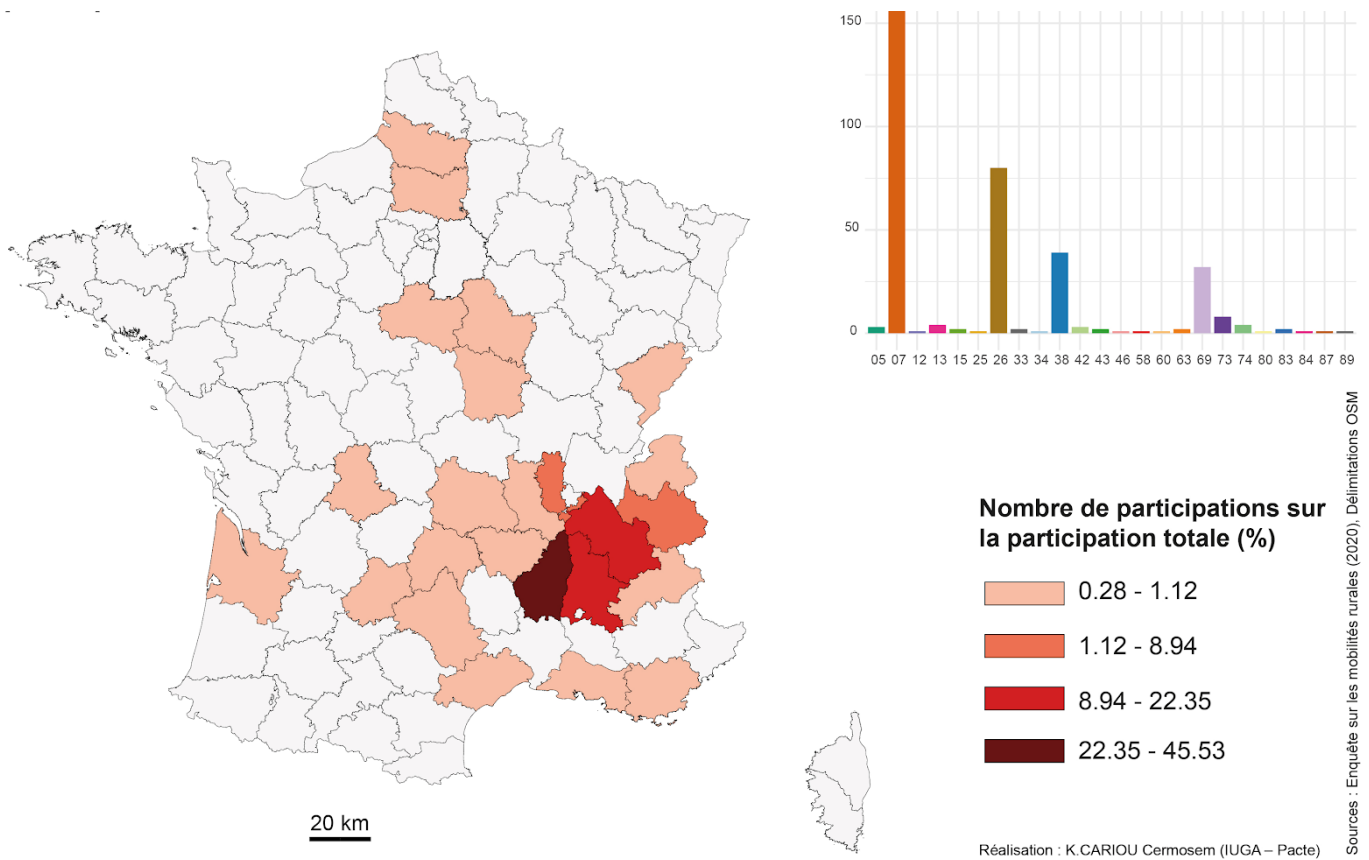 150
100
50
0
05 07 12 13 15 25 26 33 34 38 42 43 46 58 60 63 69 73 74 80 83 84 87 89
Nombre de participations sur
la participation totale (%)
0.28 - 1.12
1.12 - 8.94
8.94 - 22.35
22.35 - 45.53
20 km
Réalisation : K.CARIOU Cermosem (IUGA – Pacte)
Sources : Enquête sur les mobilités rurales (2020), Délimitations OSM